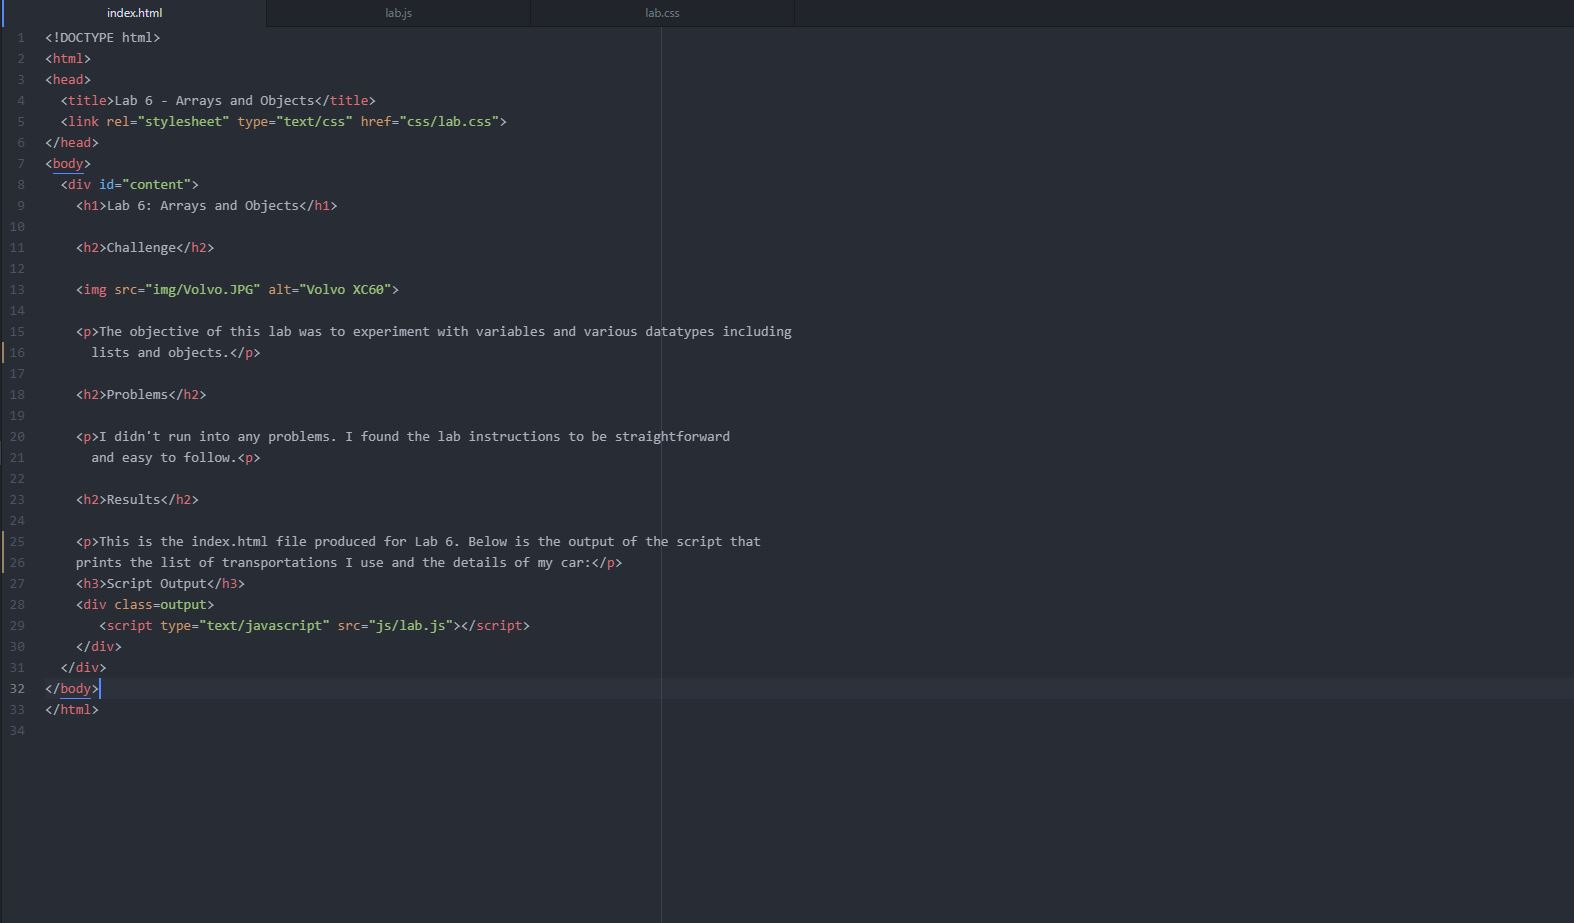 index.html
lab.js
lab.css
1 <!DOCTYPE html>
2 <html>
3 <head>
4 <title>Lab 6 - Arrays and Objects</title>
5 <link rel="stylesheet" type="text/css" href="css/lab.css">
6 </head>
7 <body>
8 <div id="content">
9 <h1>Lab 6: Arrays and Objects</h1>
10
11 <h2>Challenge</h2>
12
13 <img src="img/Volvo.JPG" alt="Volvo XC60">
14
15 <p>The objective of this lab was to experiment with variables and various datatypes including
16 lists and objects.</p>
17
18 <h2>Problems</h2>
19
20 <p>I didn't run into any problems. I found the lab instructions to be straightforward
21 and easy to follow.<p>
22
23 <h2>Results</h2>
24
25 <p>This is the index.html file produced for Lab 6. Below is the output of the script that
26 prints the list of transportations I use and the details of my car:</p>
27 <h3>Script Output</h3>
28 <div class=output>
29 <script type="text/javascript" src="js/lab.js"></script>
30 </div>
31 </div>
32 </body>
33 </html>
34